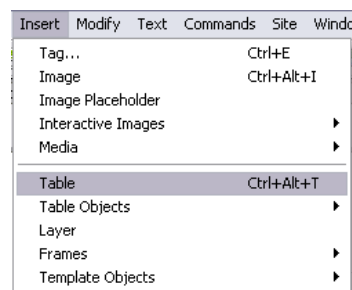 Insert Modify Text Commands Site
Tag... Ctrl+E
Image Ctrl+Alt+I
Image Placeholder
Interactive Images
Media
Table Ctrl+Alt+T
Table Objects
Layer
Frames
Template Objects